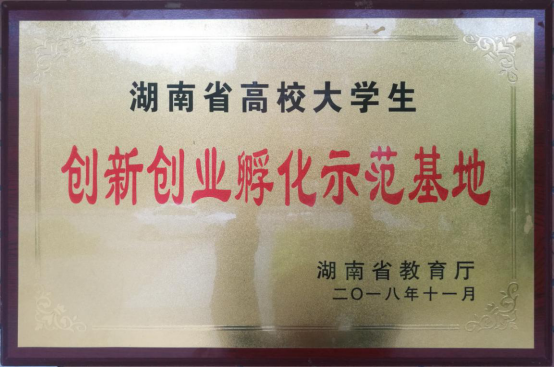 湖南省高校大学生
创新创业孵化示范基地
湖南省教育厅
二〇一八年十一月